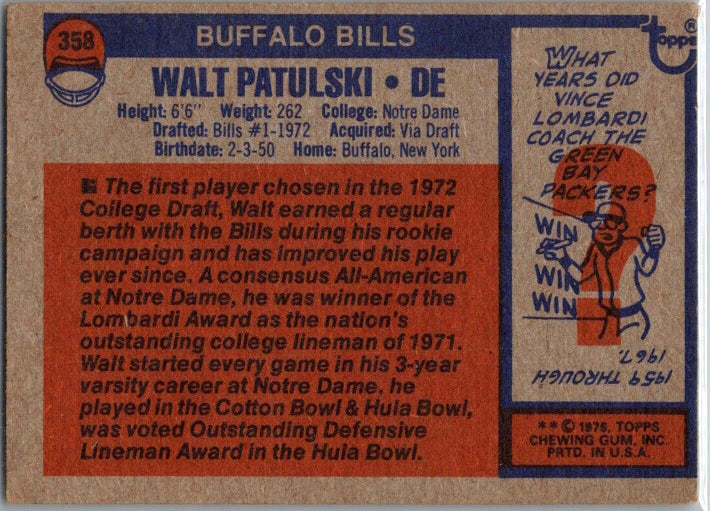 358
BUFFALO BILLS
WALT PATULSKI • DE
Height: 6'6" Weight: 262 College: Notre Dame
Drafted: Bills #1-1972 Acquired: Via Draft
Birthdate: 2-3-50 Home: Buffalo, New York
The first player chosen in the 1972
College Draft, Walt earned a regular
berth with the Bills during his rookie
campaign and has improved his play
ever since. A consensus All-American
at Notre Dame, he was winner of the
Lombardi Award as the nation's
outstanding college lineman of 1971.
Walt started every game in his 3-year
varsity career at Notre Dame, he
played in the Cotton Bowl & Hula Bowl,
was voted Outstanding Defensive
Lineman Award in the Hula Bowl.
Topps®
WHAT
YEARS DID
VINCE
LOMBARDI
COACH THE
GREEN
BAY
PACKERS?
?
WIN
WIN
WIN
1959 THROUGH
1967.
** © 1976, TOPPS
CHEWING GUM, INC.
PRTD. IN U.S.A.